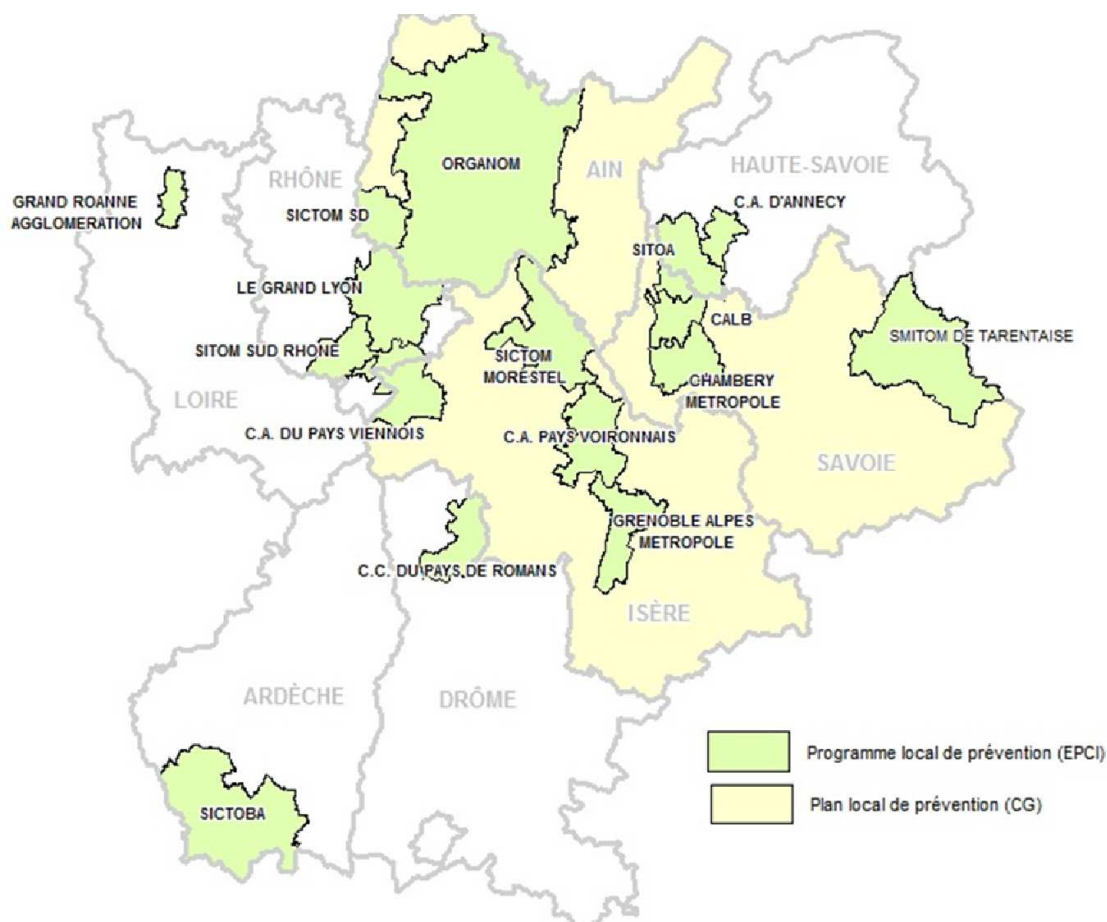 ORGANOM
AIN
HAUTE-SAVOIE
RHÔNE
GRAND ROANNE
AGGLOMERATION
SICTOM SD
C.A. D'ANNECY
SITOA
LE GRAND LYON
CALB
SMITOM DE TARENTAISE
SITOM SUD RHONE
SICTOM
MORESTEL
CHAMBERY
METROPOLE
LOIRE
C.A. DU PAYS VIENNOIS
C.A. PAYS VOIRONNAIS
SAVOIE
GRENOBLE ALPES
METROPOLE
C.C. DU PAYS DE ROMANS
ISÈRE
ARDÈCHE
DRÔME
Programme local de prévention (EPCI)
Plan local de prévention (CG)
SICTOBA